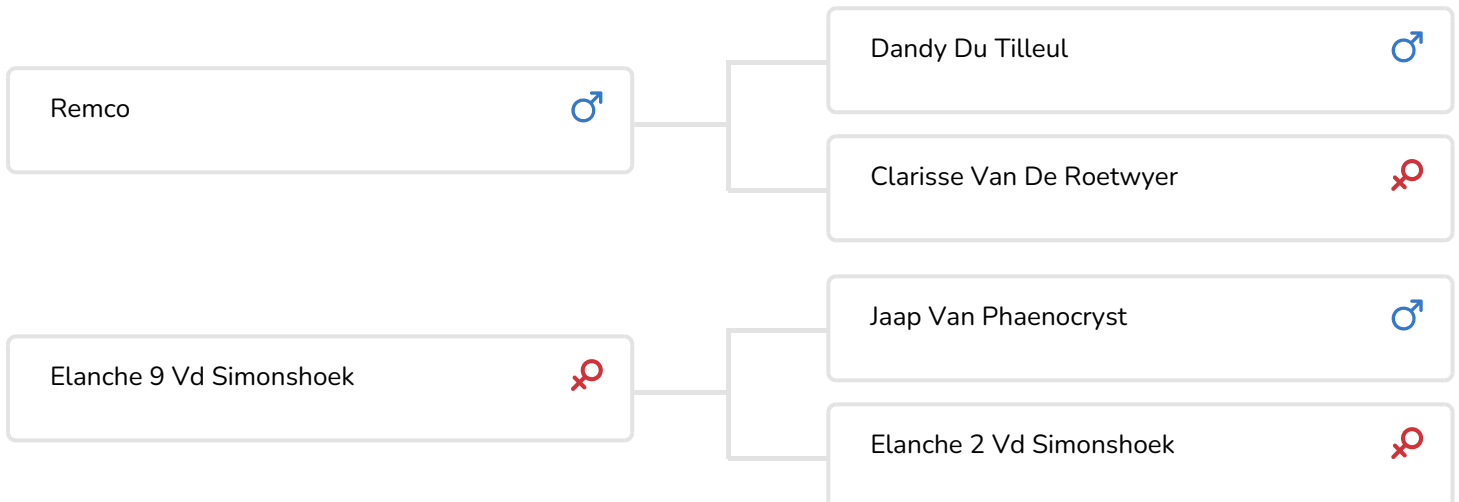 Remco
Dandy Du Tilleul
Clarisse Van De Roetwyer
Elanche 9 Vd Simonshoek
Jaap Van Phaenocryst
Elanche 2 Vd Simonshoek